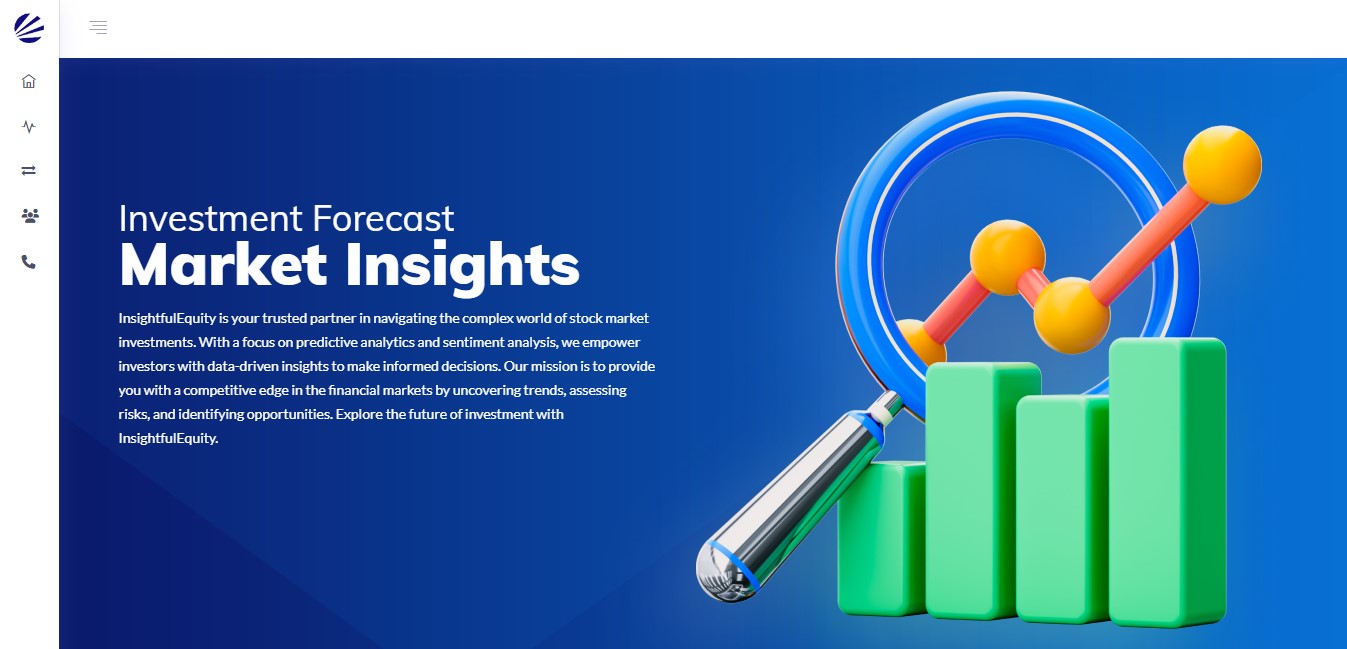 Investment Forecast
Market Insights
InsightfulEquity is your trusted partner in navigating the complex world of stock market
investments. With a focus on predictive analytics and sentiment analysis, we empower
investors with data-driven insights to make informed decisions. Our mission is to provide
you with a competitive edge in the financial markets by uncovering trends, assessing
risks, and identifying opportunities. Explore the future of investment with
InsightfulEquity.